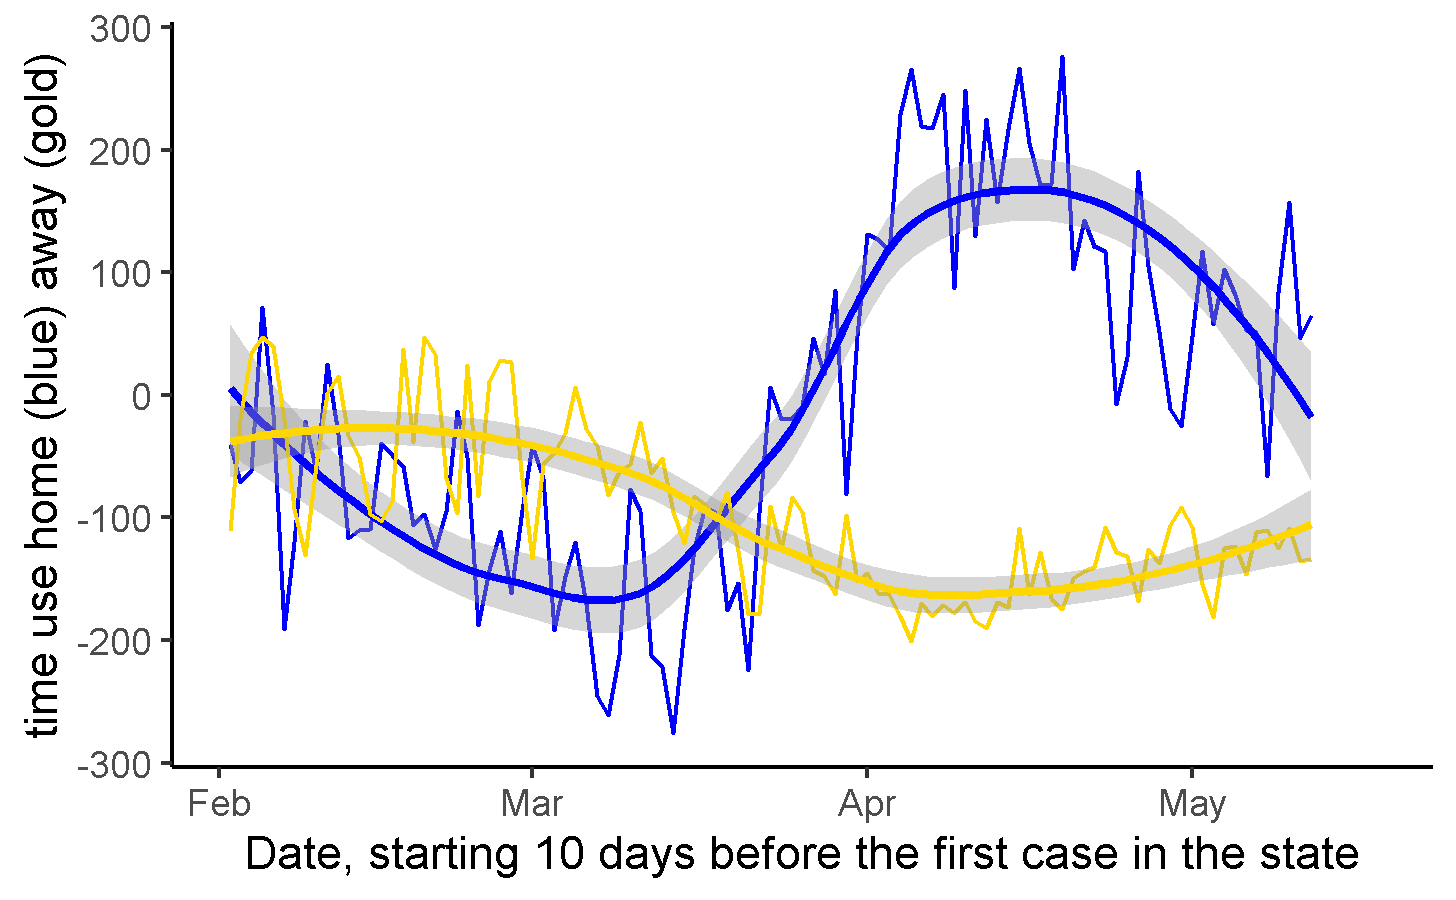 time use home (blue) away (gold)
300
200
100
0
-100
-200
-300
Feb
Mar
Apr
May
Date, starting 10 days before the first case in the state